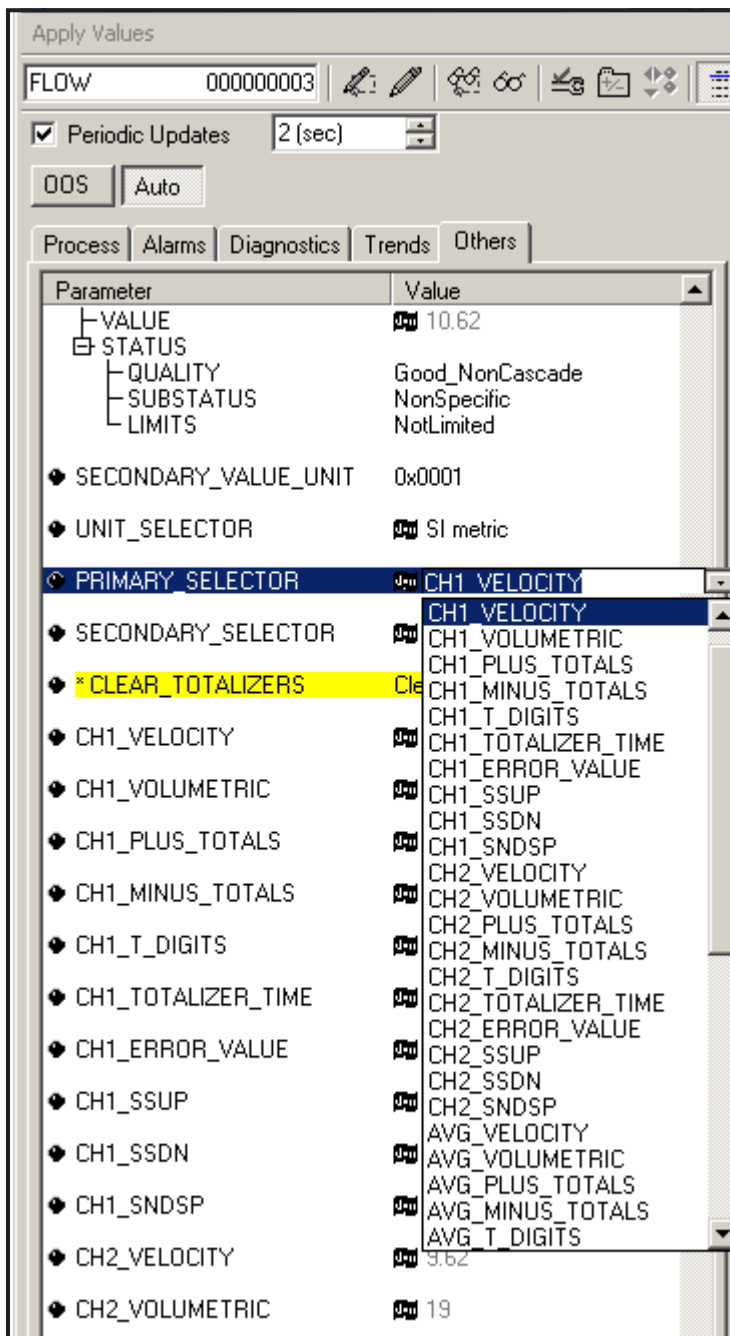 Apply Values
FLOW 000000003
Periodic Updates 2 (sec)
OOS Auto
Process Alarms Diagnostics Trends Others
Parameter Value
VALUE 10.62
STATUS
QUALITY Good_NonCascade
SUBSTATUS NonSpecific
LIMITS NotLimited
SECONDARY_VALUE_UNIT 0x0001
UNIT_SELECTOR SI metric
PRIMARY_SELECTOR CH1_VELOCITY
SECONDARY_SELECTOR
* CLEAR_TOTALIZERS Cle
CH1_VELOCITY
CH1_VOLUMETRIC
CH1_PLUS_TOTALS
CH1_MINUS_TOTALS
CH1_T_DIGITS
CH1_TOTALIZER_TIME
CH1_ERROR_VALUE
CH1_SSUP
CH1_SSDN
CH1_SNDSP
CH2_VELOCITY 9.62
CH2_VOLUMETRIC 19
CH1_VELOCITY
CH1_VOLUMETRIC
CH1_PLUS_TOTALS
CH1_MINUS_TOTALS
CH1_T_DIGITS
CH1_TOTALIZER_TIME
CH1_ERROR_VALUE
CH1_SSUP
CH1_SSDN
CH1_SNDSP
CH2_VELOCITY
CH2_VOLUMETRIC
CH2_PLUS_TOTALS
CH2_MINUS_TOTALS
CH2_T_DIGITS
CH2_TOTALIZER_TIME
CH2_ERROR_VALUE
CH2_SSUP
CH2_SSDN
CH2_SNDSP
AVG_VELOCITY
AVG_VOLUMETRIC
AVG_PLUS_TOTALS
AVG_MINUS_TOTALS
AVG_T_DIGITS